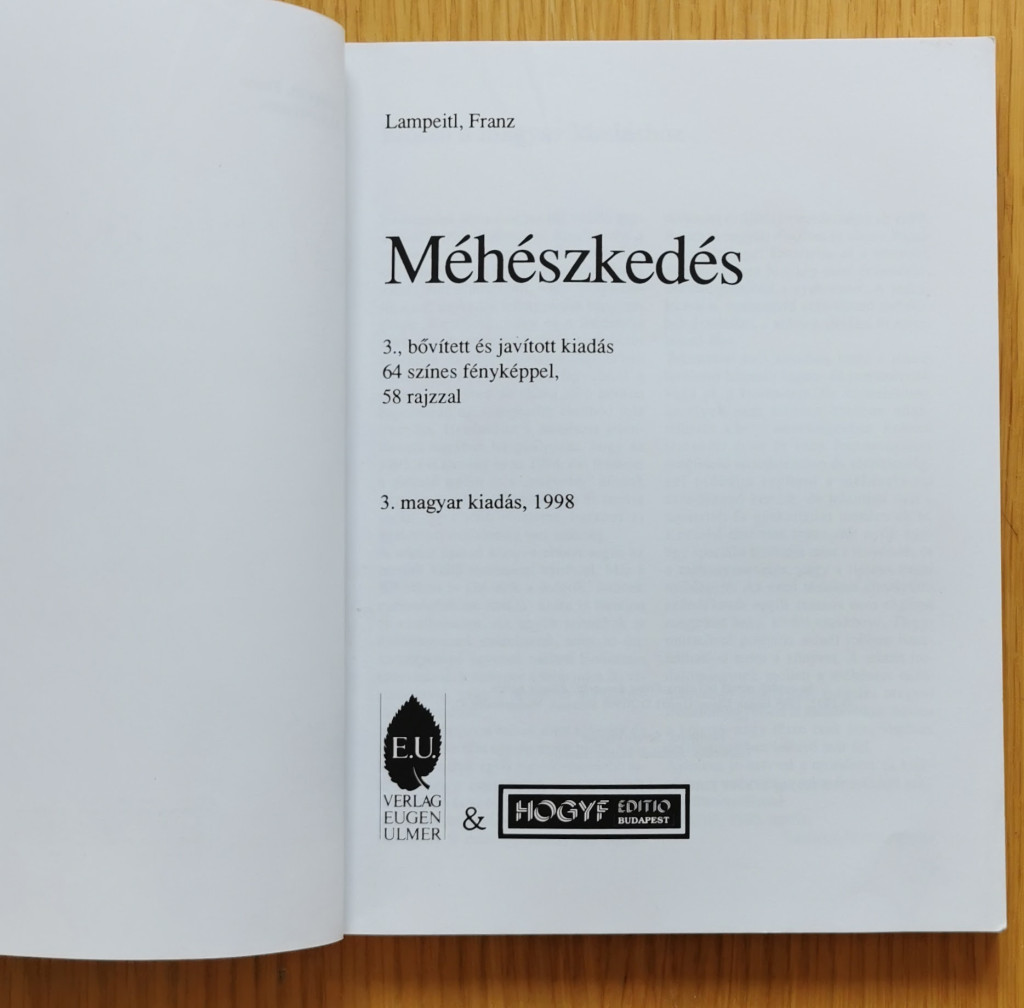 Lampeitl, Franz
Méhészkedés
3., bővített és javított kiadás
64 színes fényképpel,
58 rajzzal
3. magyar kiadás, 1998
E.U.
VERLAG
EUGEN
ULMER
&
HOGYF EDITIO
BUDAPEST